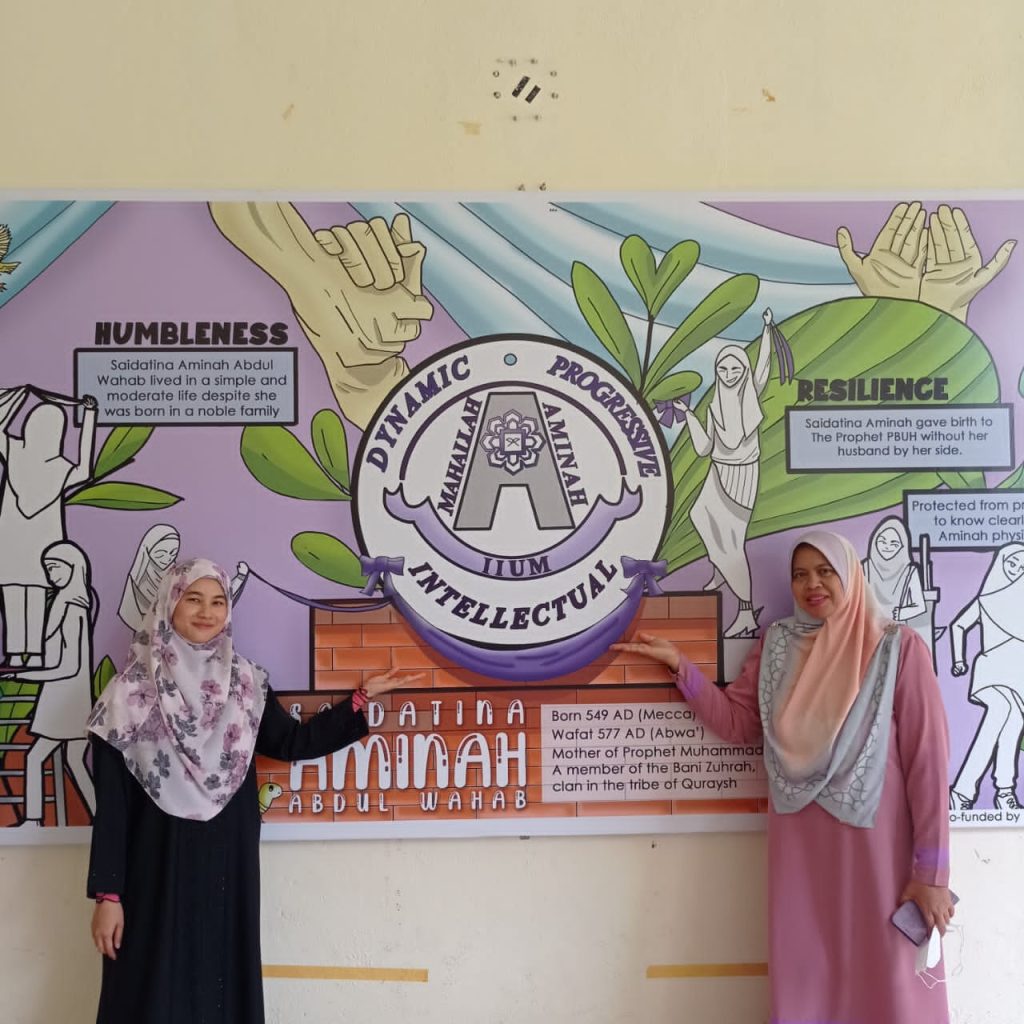 HUMBLENESS
Saidatina Aminah Abdul
Wahab lived in a simple and
moderate life despite she
was born in a noble family
DYNAMIC
PROGRESSIVE
INTELLECTUAL
MAHALLAH
AMINAH
IIUM
RESILIENCE
Saidatina Aminah gave birth to
The Prophet PBUH without her
husband by her side.
Protected from
to know
Aminah
SAIDATINA
AMINAH
ABDUL WAHAB
Born 549 AD (Mecca)
Wafat 577 AD (Abwa')
Mother of Prophet Muhammad
A member of the Bani Zuhrah,
clan in the tribe of Quraysh
o-funded by